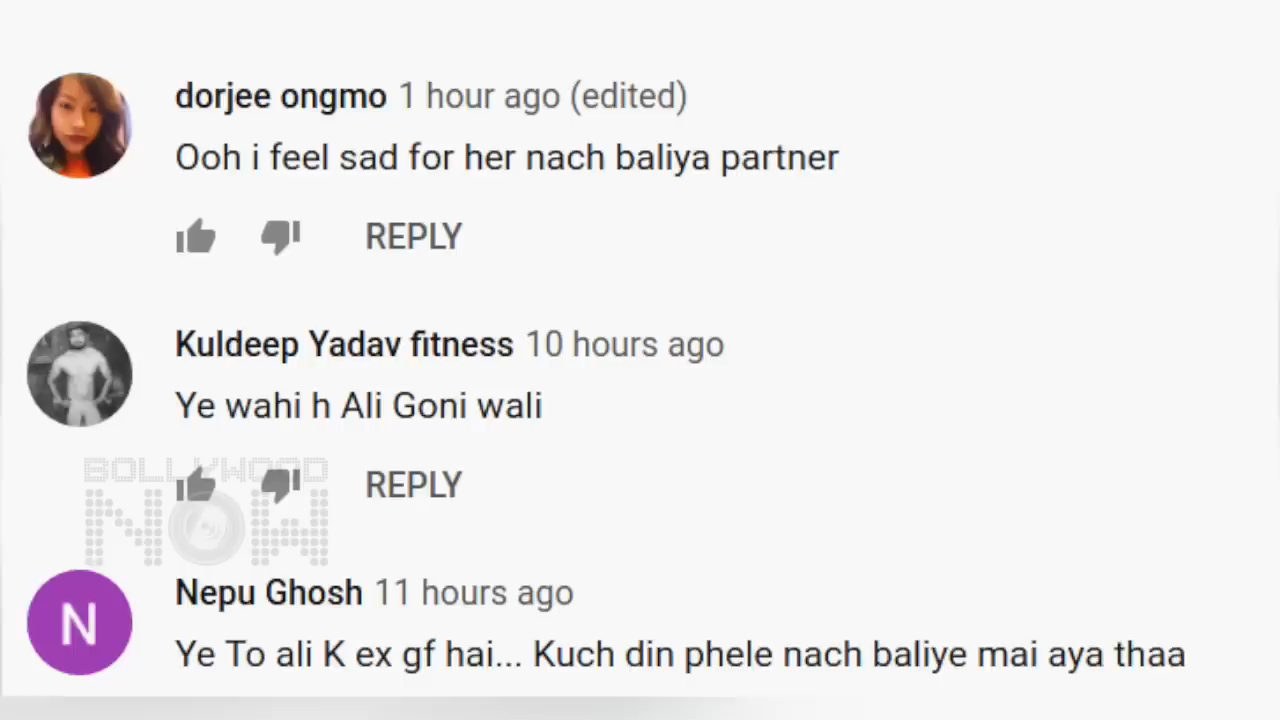 dorjee ongmo 1 hour ago (edited)
Ooh i feel sad for her nach baliya partner
REPLY
Kuldeep Yadav fitness 10 hours ago
Ye wahi h Ali Goni wali
REPLY
BOLLYWOOD
NOW
N
Nepu Ghosh 11 hours ago
Ye To ali K ex gf hai... Kuch din phele nach baliye mai aya thaa